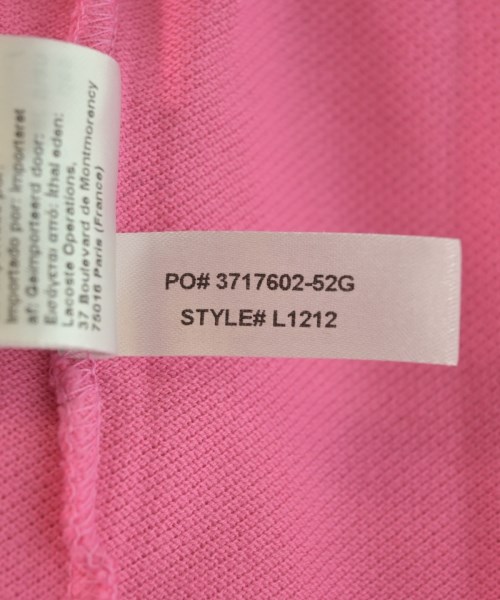 Importado por: Importeret
af: Geïmporteerd door:
Εισάγεται από: khai eden:
Lacoste Operations,
37 Boulevard de Montmorency
75016 Paris (France)
PO# 3717602-52G
STYLE# L1212